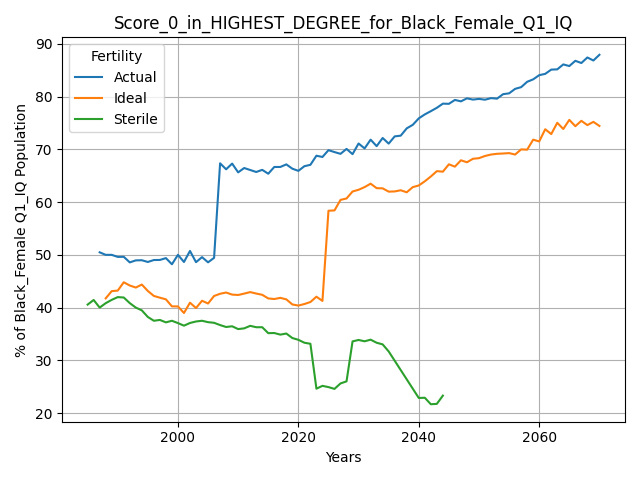 Score_0_in_HIGHEST_DEGREE_for_Black_Female_Q1_IQ
Fertility
Actual
Ideal
Sterile
% of Black_Female Q1_IQ Population
90
80
70
60
50
40
30
20
2000
2020
2040
2060
Years